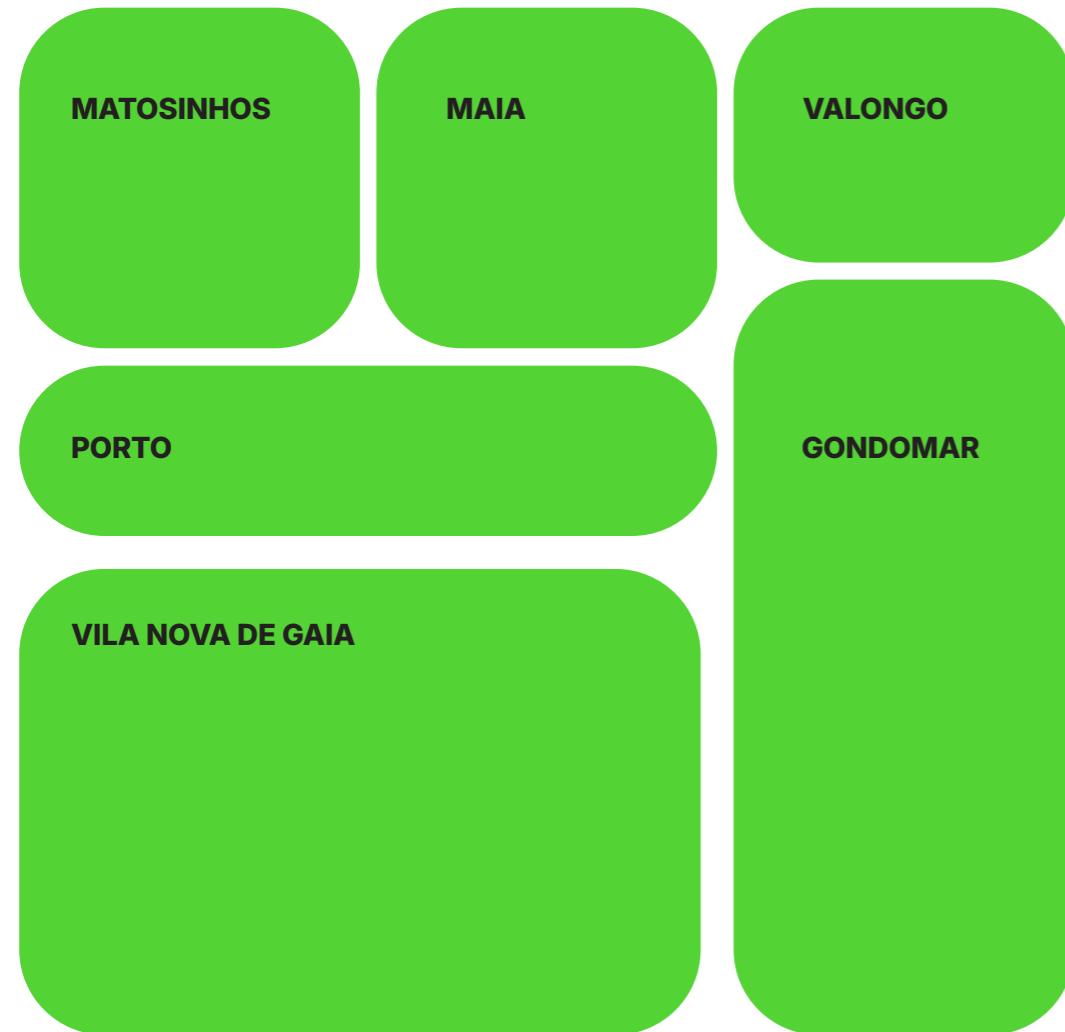 MATOSINHOS
MAIA
VALONGO
PORTO
GONDOMAR
VILA NOVA DE GAIA